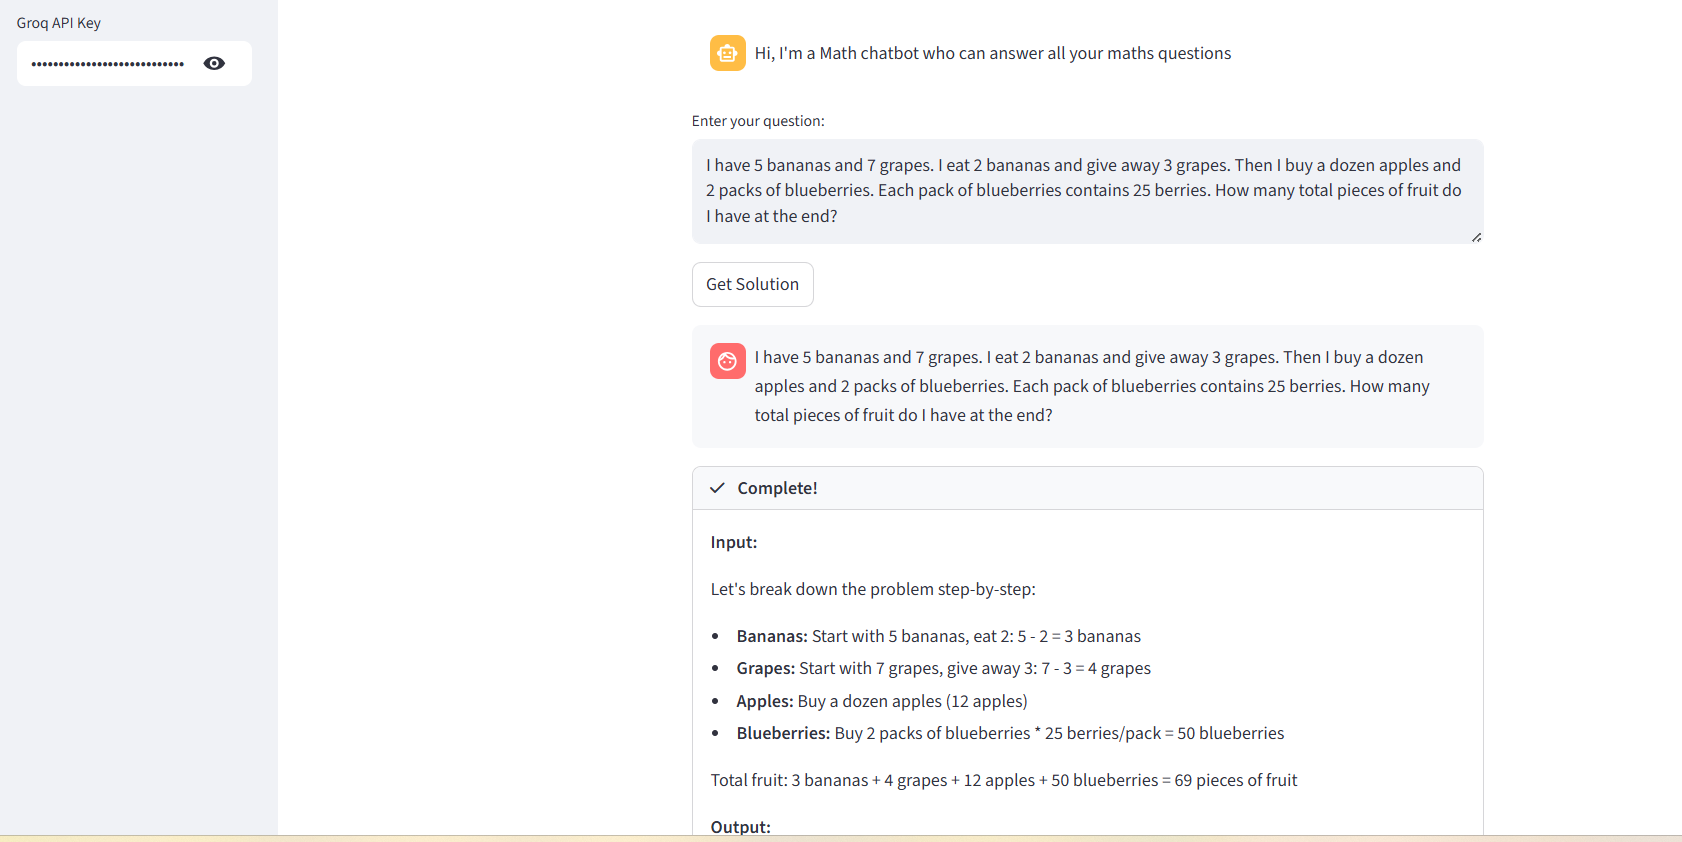 Groq API Key
Hi, I'm a Math chatbot who can answer all your maths questions
Enter your question:
I have 5 bananas and 7 grapes. I eat 2 bananas and give away 3 grapes. Then I buy a dozen apples and
2 packs of blueberries. Each pack of blueberries contains 25 berries. How many total pieces of fruit do
I have at the end?
Get Solution
I have 5 bananas and 7 grapes. I eat 2 bananas and give away 3 grapes. Then I buy a dozen
apples and 2 packs of blueberries. Each pack of blueberries contains 25 berries. How many
total pieces of fruit do I have at the end?
Complete!
Input:
Let's break down the problem step-by-step:
• Bananas: Start with 5 bananas, eat 2: 5 - 2 = 3 bananas
• Grapes: Start with 7 grapes, give away 3: 7 - 3 = 4 grapes
• Apples: Buy a dozen apples (12 apples)
• Blueberries: Buy 2 packs of blueberries * 25 berries/pack = 50 blueberries
Total fruit: 3 bananas + 4 grapes + 12 apples + 50 blueberries = 69 pieces of fruit
Output: